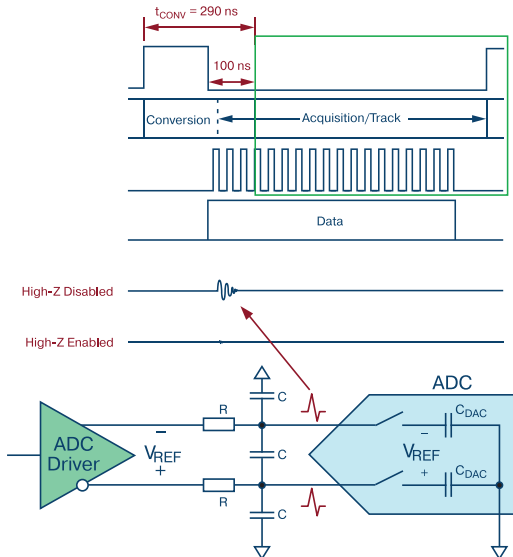 tCONV = 290 ns
100 ns
Conversion
Acquisition/Track
Data
High-Z Disabled
High-Z Enabled
ADC
C
R
CDAC
–
–
ADC
Driver
VREF
C
VREF
+
+
CDAC
R
C